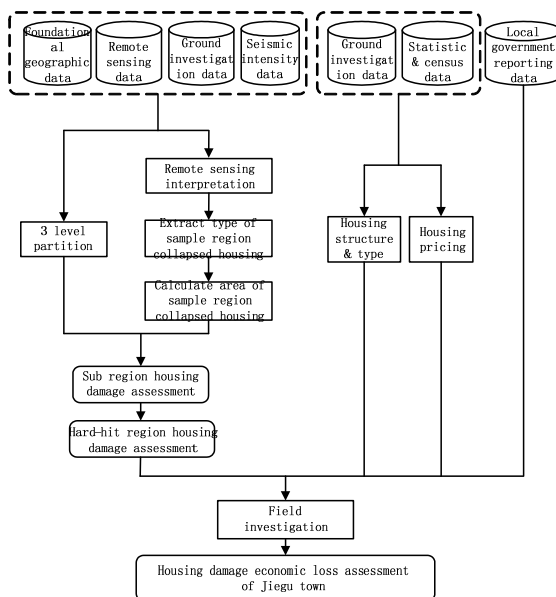 Foundation
al
geographic
data
Remote
sensing
data
Ground
investigat
ion data
Seismic
intensity
data
Ground
investigat
ion data
Statistic
& census
data
Local
government
reporting
data
Remote sensing
interpretation
3 level
partition
Extract type of
sample region
collapsed housing
Housing
structure
& type
Housing
pricing
Calculate area of
sample region
collapsed housing
Sub region housing
damage assessment
Hard-hit region housing
damage assessment
Field
investigation
Housing damage economic loss assessment
of Jiegu town